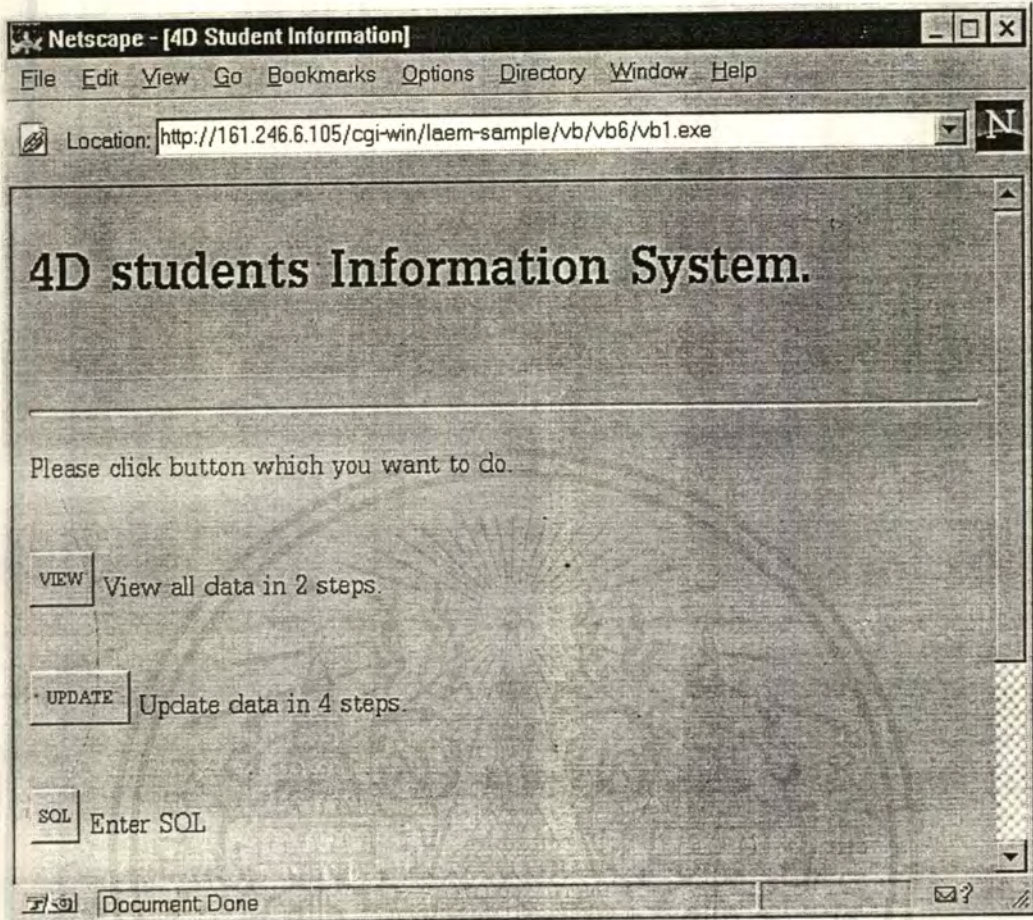 Netscape - [4D Student Information]
File Edit View Go Bookmarks Options Directory Window Help
Location: http://161.246.6.105/cgi-win/laem-sample/vb/vb6/vb1.exe
N
4D students Information System.
Please click button which you want to do.
VIEW View all data in 2 steps.
UPDATE Update data in 4 steps.
SQL Enter SQL
Document Done
?